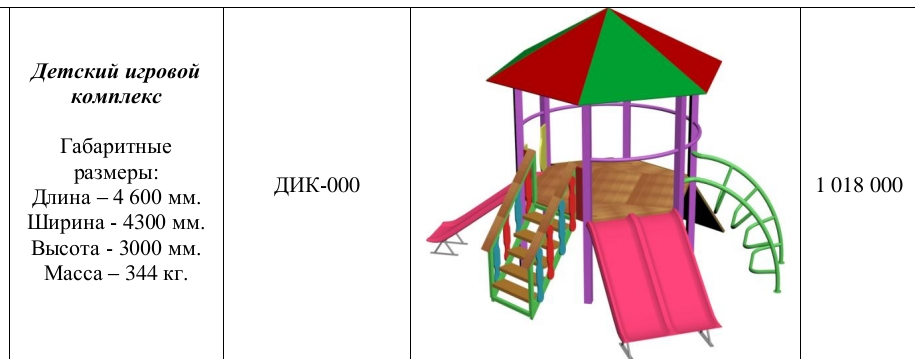 Детский игровой
комплекс
Габаритные
размеры:
Длина – 4 600 мм.
Ширина - 4300 мм.
Высота - 3000 мм.
Масса – 344 кг.
ДИК-000
1 018 000